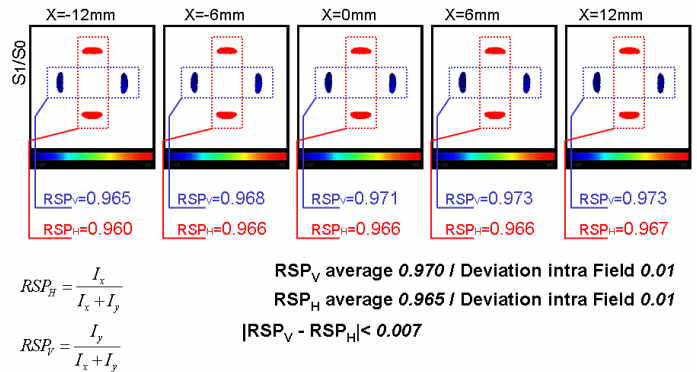 X=-12mm X=-6mm X=0mm X=6mm X=12mm
S1/S0
RSPV=0.965 RSPV=0.968 RSPV=0.971 RSPV=0.973 RSPV=0.973
RSPH=0.960 RSPH=0.966 RSPH=0.966 RSPH=0.966 RSPH=0.967
RSPV average 0.970 / Deviation intra Field 0.01
RSPH = Ix / (Ix + Iy)
RSPH average 0.965 / Deviation intra Field 0.01
|RSPV - RSPH|< 0.007
RSPV = Iy / (Ix + Iy)